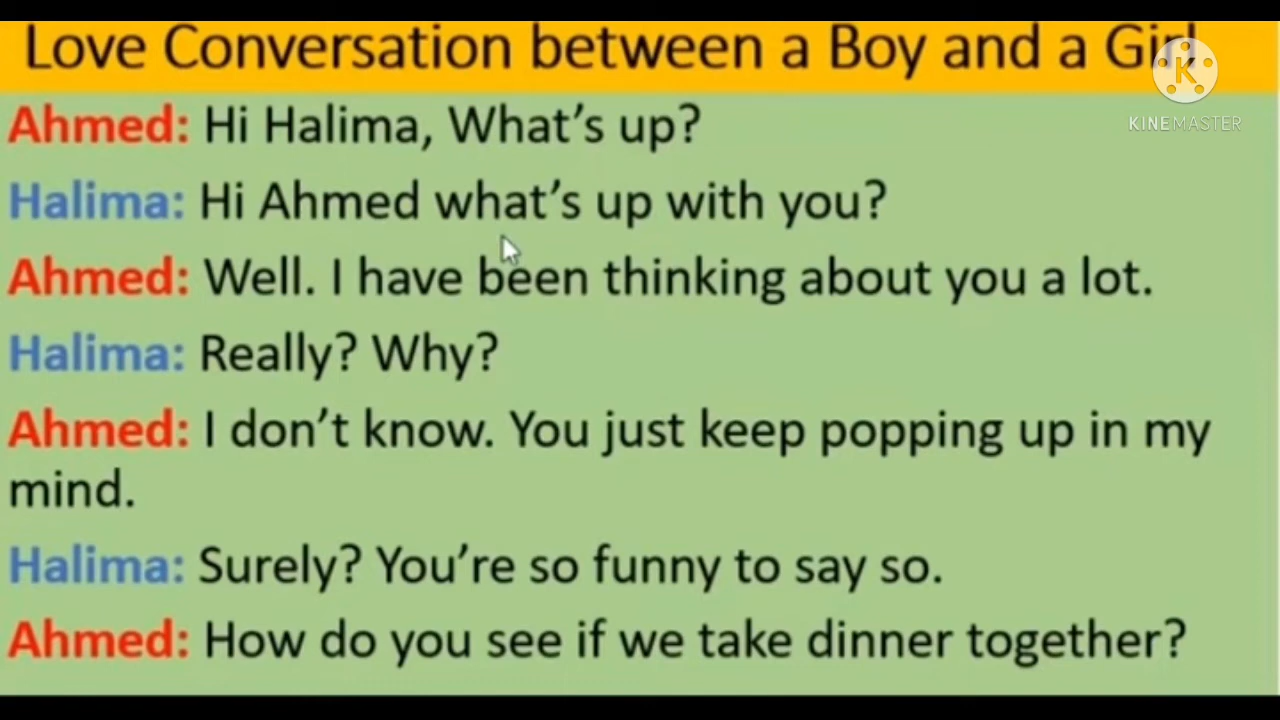 Love Conversation between a Boy and a Girl
KINEMASTER
Ahmed: Hi Halima, What's up?
Halima: Hi Ahmed what's up with you?
Ahmed: Well. I have been thinking about you a lot.
Halima: Really? Why?
Ahmed: I don't know. You just keep popping up in my
mind.
Halima: Surely? You're so funny to say so.
Ahmed: How do you see if we take dinner together?